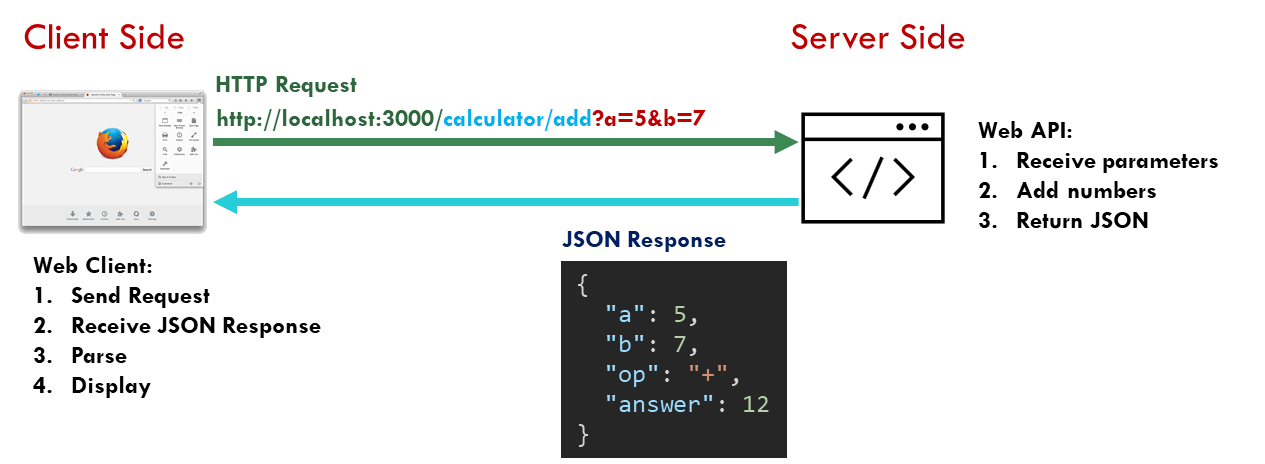 Client Side
Server Side
HTTP Request
http://localhost:3000/calculator/add?a=5&b=7
Google
Web API:
1. Receive parameters
2. Add numbers
3. Return JSON
JSON Response
{
"a": 5,
"b": 7,
"op": "+",
"answer": 12
}
Web Client:
1. Send Request
2. Receive JSON Response
3. Parse
4. Display